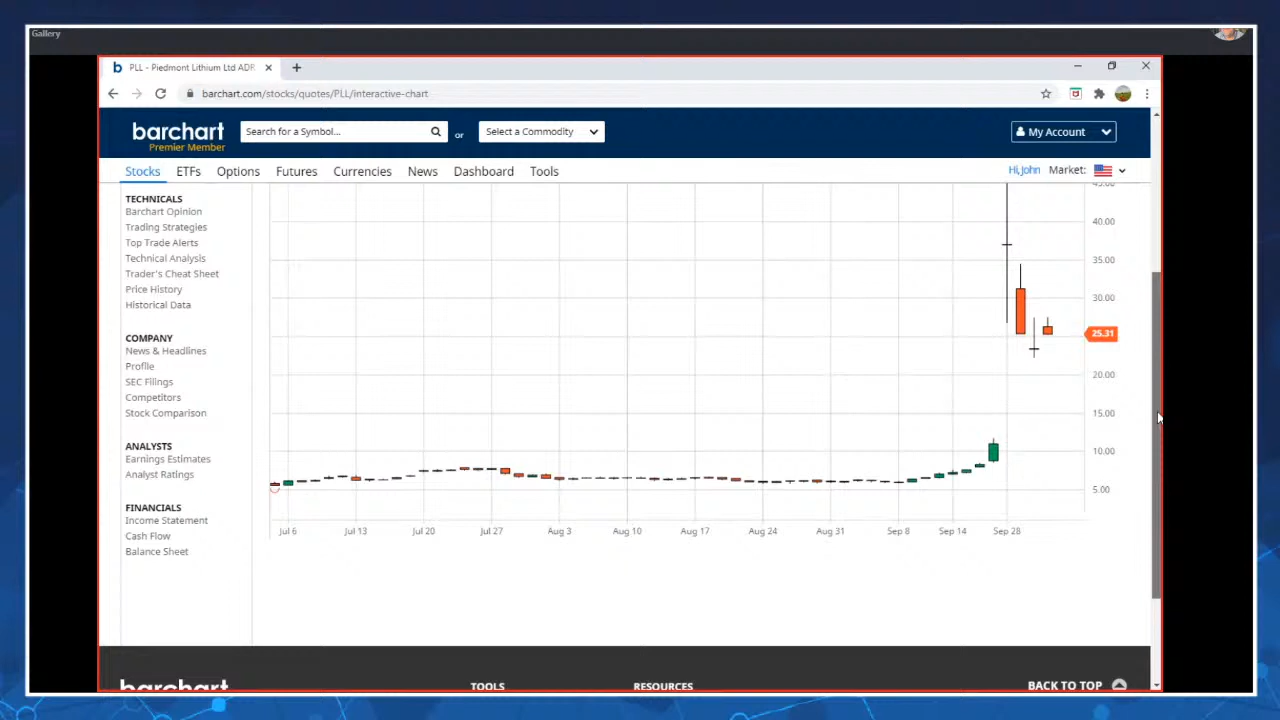 Gallery
b PLL - Piedmont Lithium Ltd ADR
barchart.com/stocks/quotes/PLL/interactive-chart
barchart
Premier Member
Search for a Symbol...
or
Select a Commodity
My Account
Stocks ETFs Options Futures Currencies News Dashboard Tools
Hi, John Market:
TECHNICALS
Barchart Opinion
Trading Strategies
Top Trade Alerts
Technical Analysis
Trader's Cheat Sheet
Price History
Historical Data
COMPANY
News & Headlines
Profile
SEC Filings
Competitors
Stock Comparison
ANALYSTS
Earnings Estimates
Analyst Ratings
FINANCIALS
Income Statement
Cash Flow
Balance Sheet
45.00
40.00
35.00
30.00
25.31
20.00
15.00
10.00
5.00
Jul 6 Jul 13 Jul 20 Jul 27 Aug 3 Aug 10 Aug 17 Aug 24 Aug 31 Sep 8 Sep 14 Sep 28
barchart
TOOLS
RESOURCES
BACK TO TOP